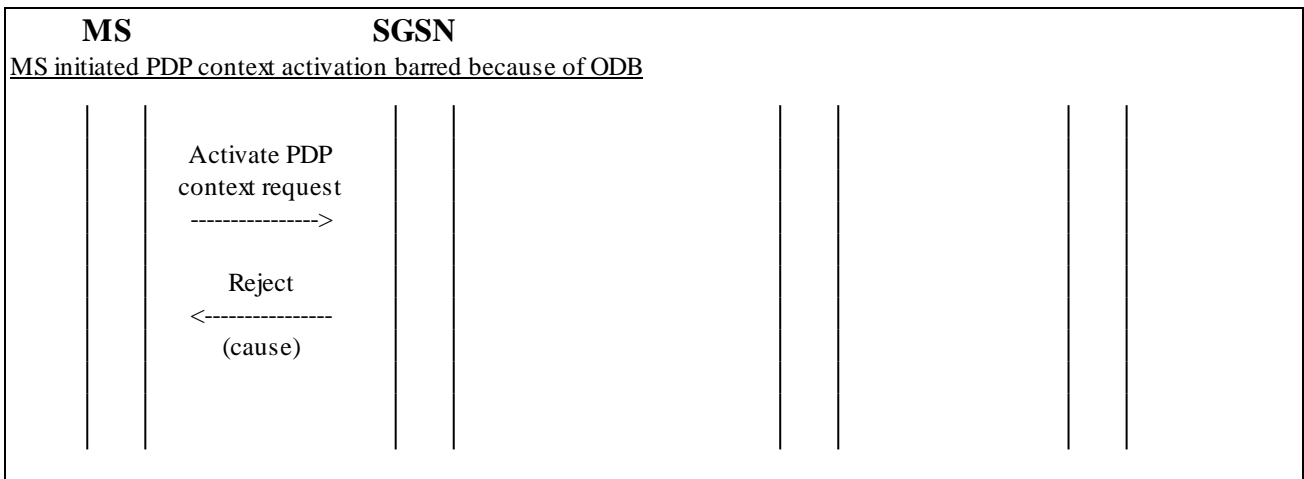 MS SGSN
MS initiated PDP context activation barred because of ODB
Activate PDP
context request
---------------->
Reject
<----------------
(cause)